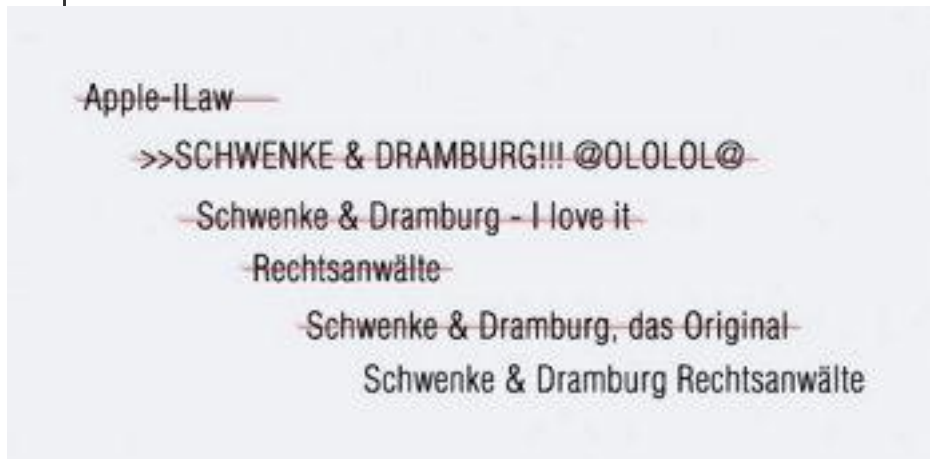 Apple-ILaw
>>SCHWENKE & DRAMBURG!!! @OLOLOL@
Schwenke & Dramburg - I love it
Rechtsanwälte
Schwenke & Dramburg, das Original
Schwenke & Dramburg Rechtsanwälte